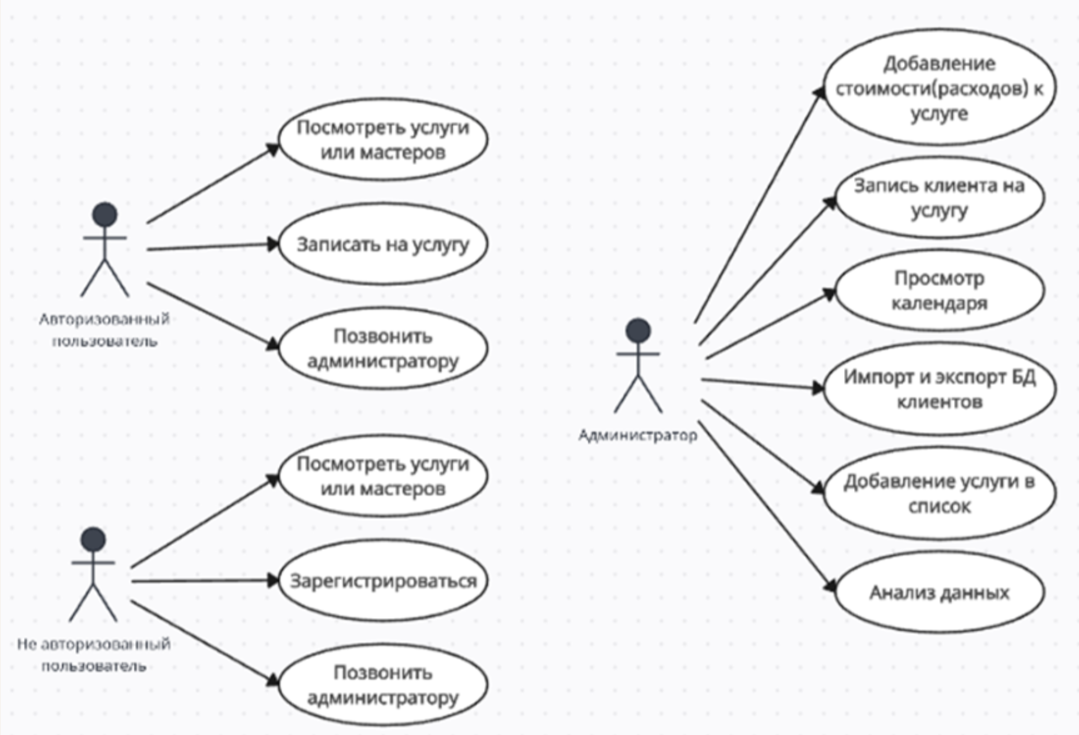 Посмотреть услуги
или мастеров
Записать на услугу
Позвонить
администратору
Авторизованный
пользователь
Посмотреть услуги
или мастеров
Зарегистрироваться
Позвонить
администратору
Не авторизованный
пользователь
Добавление
стоимости(расходов) к
услуге
Запись клиента на
услугу
Просмотр
календаря
Импорт и экспорт БД
клиентов
Добавление услуги в
список
Анализ данных
Администратор